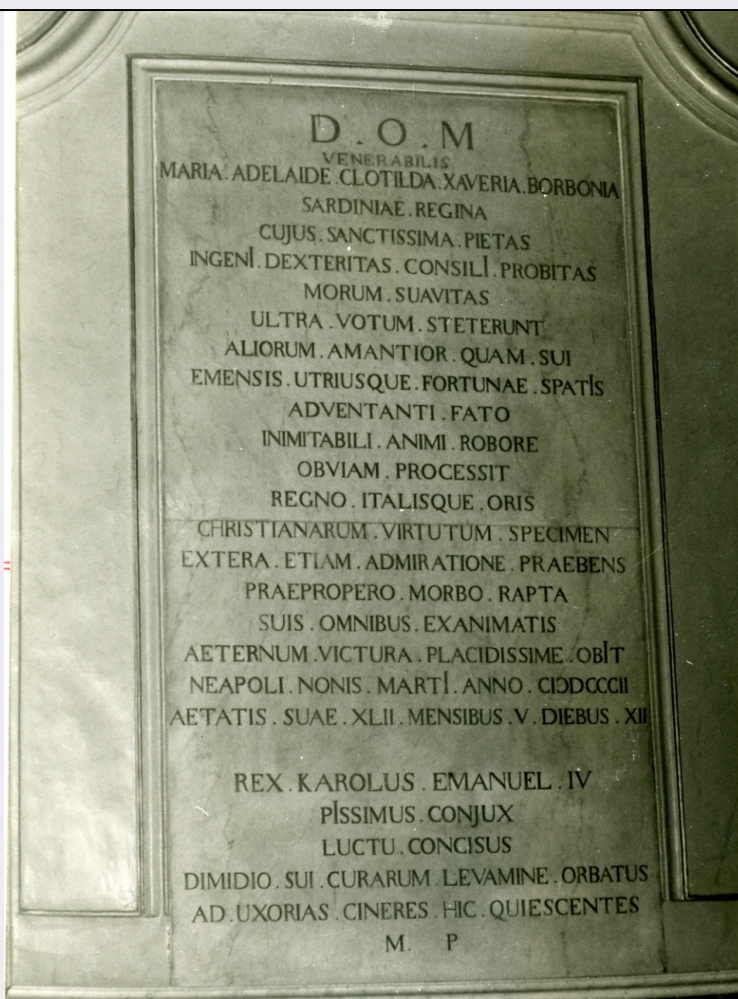 D . O . M
VENERABILIS
MARIA . ADELAIDE . CLOTILDA . XAVERIA . BORBONIA
SARDINIAE . REGINA
CUJUS . SANCTISSIMA . PIETAS
INGENI . DEXTERITAS . CONSILI . PROBITAS
MORUM . SUAVITAS
ULTRA . VOTUM . STETERUNT
ALIORUM . AMANTIOR . QUAM . SUI
EMENSIS . UTRIUSQUE . FORTUNAE . SPATIS
ADVENTANTI . FATO
INIMITABILI . ANIMI . ROBORE
OBVIAM . PROCESSIT
REGNO . ITALISQUE . ORIS
CHRISTIANARUM . VIRTUTUM . SPECIMEN
EXTERA . ETIAM . ADMIRATIONE . PRAEBENS
PRAEPROPERO . MORBO . RAPTA
SUIS . OMNIBUS . EXANIMATIS
AETERNUM . VICTURA . PLACIDISSIME . OBIT
NEAPOLI . NONIS . MARTI . ANNO . CIƆDCCCII
AETATIS . SUAE . XLII . MENSIBUS . V . DIEBUS . XII
REX . KAROLUS . EMANUEL . IV
PISSIMUS . CONJUX
LUCTU . CONCISUS
DIMIDIO . SUI . CURARUM LEVAMINE . ORBATUS
AD . UXORIAS . CINERES . HIC . QUIESCENTES
M . P